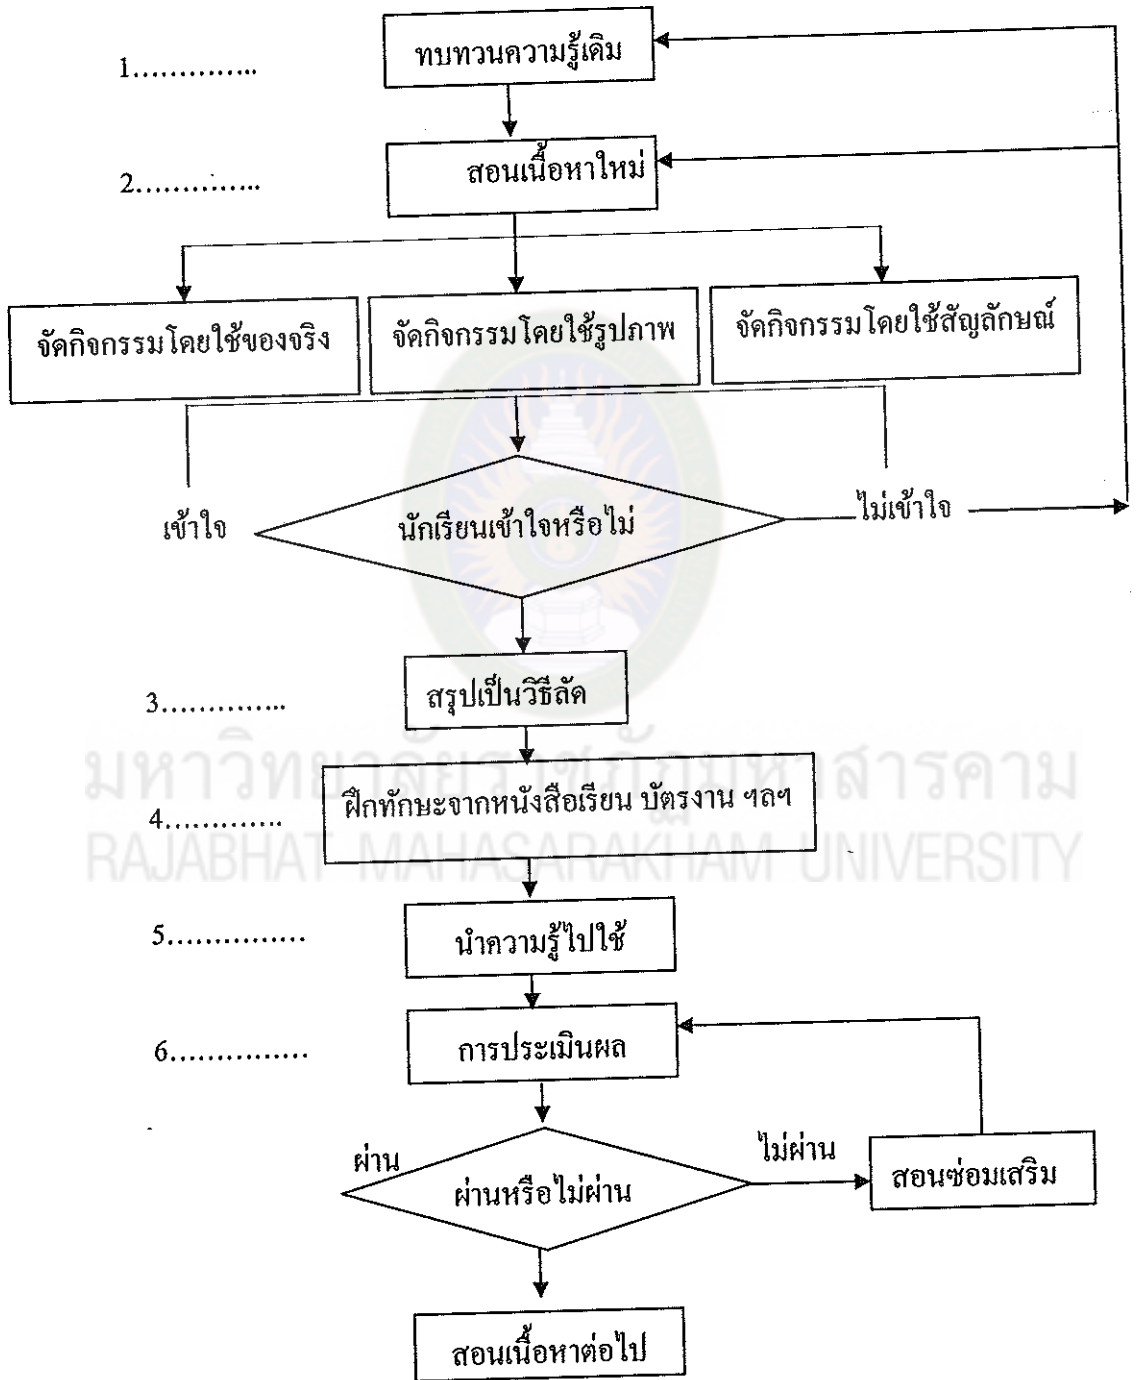 1..............
ทบทวนความรู้เดิม
2..............
สอนเนื้อหาใหม่
จัดกิจกรรมโดยใช้ของจริง
จัดกิจกรรมโดยใช้รูปภาพ
จัดกิจกรรมโดยใช้สัญลักษณ์
เข้าใจ
นักเรียนเข้าใจหรือไม่
ไม่เข้าใจ
3..............
สรุปเป็นวิธีลัด
มหาวิทยาลัยราชภัฏมหาสารคาม
4.............
ฝึกทักษะจากหนังสือเรียน บัตรงาน ฯลฯ
RAJABHAT MAHASARAKHAM UNIVERSITY
5...............
นำความรู้ไปใช้
6...............
การประเมินผล
ผ่าน
ผ่านหรือไม่ผ่าน
ไม่ผ่าน
สอนซ่อมเสริม
สอนเนื้อหาต่อไป